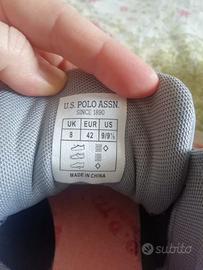 U.S. POLO ASSN.
SINCE 1890
UK EUR US
8 42 9/9½
MADE IN CHINA
subito